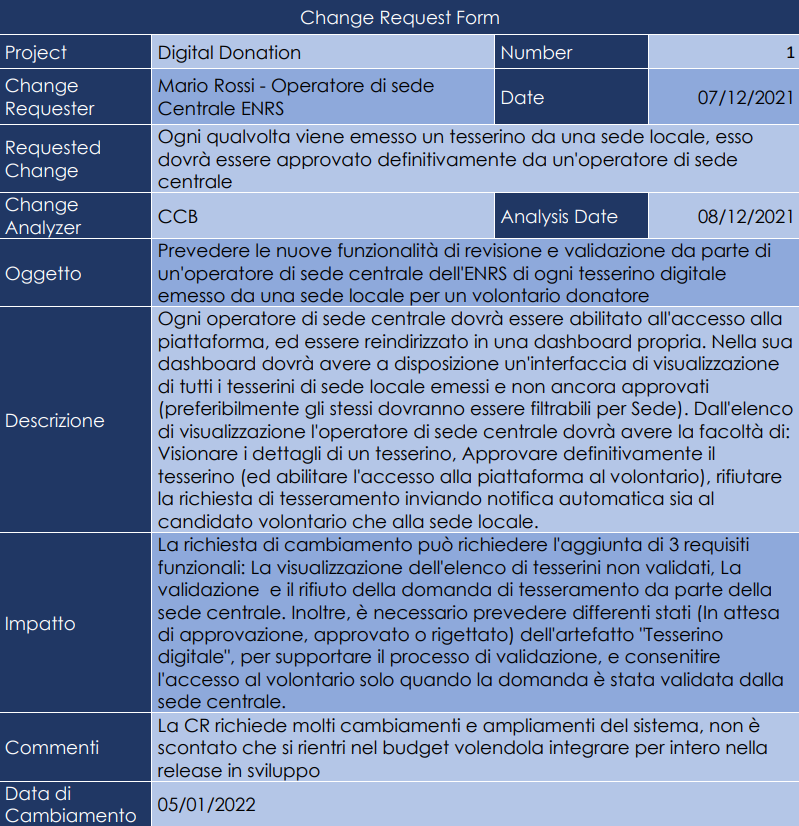 Change Request Form
Project Digital Donation Number 1
Change Requester Mario Rossi - Operatore di sede Centrale ENRS Date 07/12/2021
Requested Change
Ogni qualvolta viene emesso un tesserino da una sede locale, esso
dovrà essere approvato definitivamente da un'operatore di sede
centrale
Change Analyzer CCB Analysis Date 08/12/2021
Oggetto
Prevedere le nuove funzionalità di revisione e validazione da parte di
un'operatore di sede centrale dell'ENRS di ogni tesserino digitale
emesso da una sede locale per un volontario donatore
Descrizione
Ogni operatore di sede centrale dovrà essere abilitato all'accesso alla
piattaforma, ed essere reindirizzato in una dashboard propria. Nella sua
dashboard dovrà avere a disposizione un'interfaccia di visualizzazione
di tutti i tesserini di sede locale emessi e non ancora approvati
(preferibilmente gli stessi dovranno essere filtrabili per Sede). Dall'elenco
di visualizzazione l'operatore di sede centrale dovrà avere la facoltà di:
Visionare i dettagli di un tesserino, Approvare definitivamente il
tesserino (ed abilitare l'accesso alla piattaforma al volontario), rifiutare
la richiesta di tesseramento inviando notifica automatica sia al
candidato volontario che alla sede locale.
Impatto
La richiesta di cambiamento può richiedere l'aggiunta di 3 requisiti
funzionali: La visualizzazione dell'elenco di tesserini non validati, La
validazione  e il rifiuto della domanda di tesseramento da parte della
sede centrale. Inoltre, è necessario prevedere differenti stati (In attesa
di approvazione, approvato o rigettato) dell'artefatto "Tesserino
digitale", per supportare il processo di validazione, e consenitire
l'accesso al volontario solo quando la domanda è stata validata dalla
sede centrale.
Commenti
La CR richiede molti cambiamenti e ampliamenti del sistema, non è
scontato che si rientri nel budget volendola integrare per intero nella
release in sviluppo
Data di Cambiamento 05/01/2022